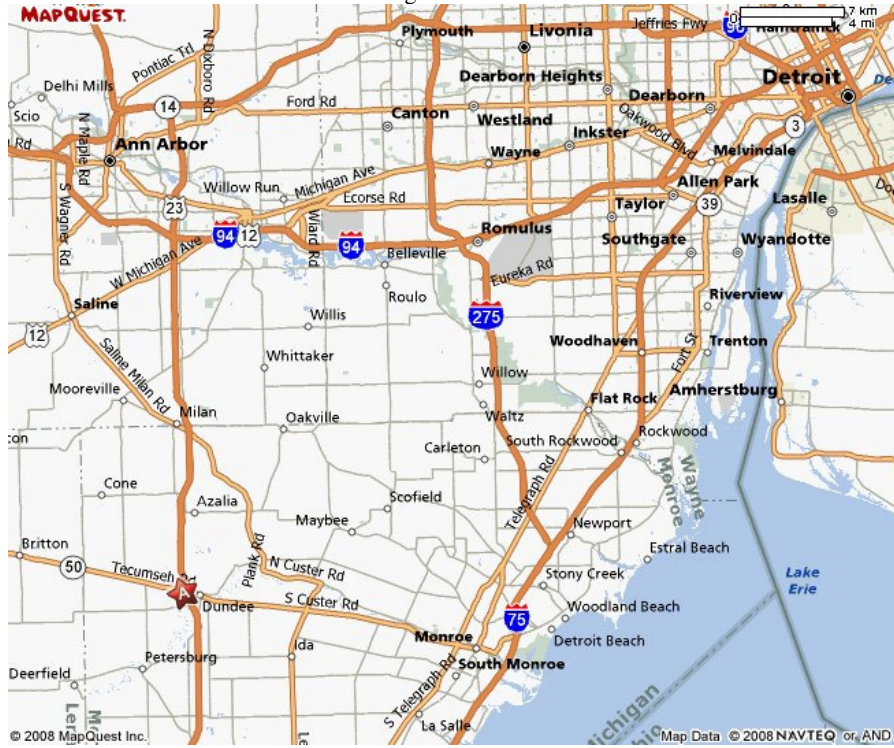 MAPQUEST.
7 km
4 mi
Jeffries Fwy
96
Hamtramck
Livonia
Plymouth
Pontiac Trl
N Dixboro Rd
Delhi Mills
Scio
14
Ford Rd
Dearborn Heights
Detroit
Dearborn
Canton
Westland
Oakwood Blvd
3
N Maple Rd
Rd
Ann Arbor
Inkster
Wayne
Melvindale
Willow Run
Michigan Ave
Ecorse Rd
Allen Park
S Wagner Rd
23
Wiard Rd
Taylor
39
Lasalle
94
12
94
Romulus
Southgate
Wyandotte
W Michigan Ave
Belleville
Eureka Rd
Roulo
Saline
275
Riverview
12
Willis
Woodhaven
Fort St
Trenton
Saline Milan Rd
Whittaker
Mooreville
Willow
Flat Rock
Amherstburg
Waltz
Milan
Oakville
South Rockwood
Rockwood
Carleton
Wayne
Monroe
Telegraph Rd
Cone
Azalia
Scofield
Maybee
Newport
Plank Rd
Britton
Estral Beach
50
Tecumseh
N Custer Rd
Stony Creek
Lake
Erie
A
Dundee
S Custer Rd
Woodland Beach
75
Monroe
Detroit Beach
Ida
South Monroe
Petersburg
Deerfield
S Telegraph Rd
La Salle
Michigan
© 2008 MapQuest Inc.
Map Data © 2008 NAVTEQ or AND